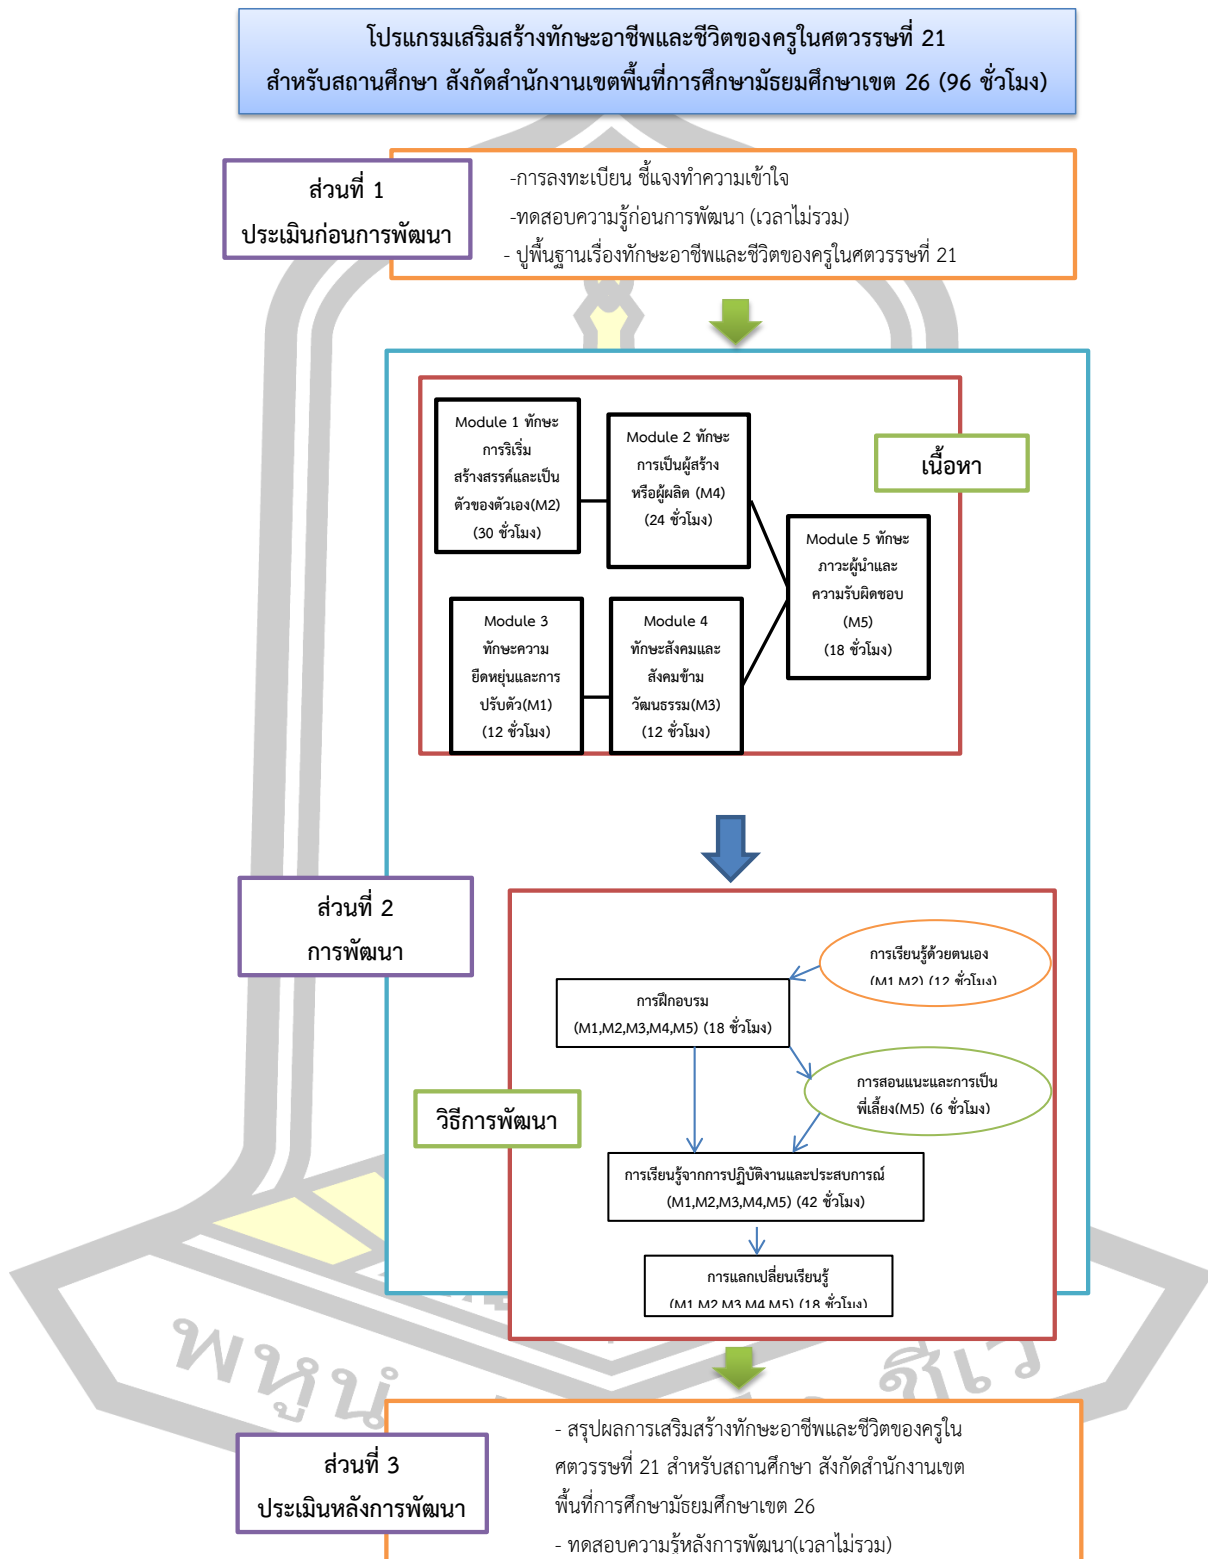 โปรแกรมเสริมสร้างทักษะอาชีพและชีวิตของครูในศตวรรษที่ 21
สำหรับสถานศึกษา สังกัดสำนักงานเขตพื้นที่การศึกษามัธยมศึกษาเขต 26 (96 ชั่วโมง)
ส่วนที่ 1
ประเมินก่อนการพัฒนา
-การลงทะเบียน ชี้แจงทำความเข้าใจ
-ทดสอบความรู้ก่อนการพัฒนา (เวลาไม่รวม)
- ปูพื้นฐานเรื่องทักษะอาชีพและชีวิตของครูในศตวรรษที่ 21
เนื้อหา
Module 1 ทักษะ
การริเริ่ม
สร้างสรรค์และเป็น
ตัวของตัวเอง(M2)
(30 ชั่วโมง)
Module 2 ทักษะ
การเป็นผู้สร้าง
หรือผู้ผลิต (M4)
(24 ชั่วโมง)
Module 3
ทักษะความ
ยืดหยุ่นและการ
ปรับตัว(M1)
(12 ชั่วโมง)
Module 4
ทักษะสังคมและ
สังคมข้าม
วัฒนธรรม(M3)
(12 ชั่วโมง)
Module 5 ทักษะ
ภาวะผู้นำและ
ความรับผิดชอบ
(M5)
(18 ชั่วโมง)
ส่วนที่ 2
การพัฒนา
วิธีการพัฒนา
การเรียนรู้ด้วยตนเอง
(M1,M2) (12 ชั่วโมง)
การฝึกอบรม
(M1,M2,M3,M4,M5) (18 ชั่วโมง)
การสอนแนะและการเป็น
พี่เลี้ยง(M5) (6 ชั่วโมง)
การเรียนรู้จากการปฏิบัติงานและประสบการณ์
(M1,M2,M3,M4,M5) (42 ชั่วโมง)
การแลกเปลี่ยนเรียนรู้
(M1,M2,M3,M4,M5) (18 ชั่วโมง)
พหูนํ
ชีเว
ส่วนที่ 3
ประเมินหลังการพัฒนา
- สรุปผลการเสริมสร้างทักษะอาชีพและชีวิตของครูใน
ศตวรรษที่ 21 สำหรับสถานศึกษา สังกัดสำนักงานเขต
พื้นที่การศึกษามัธยมศึกษาเขต 26
- ทดสอบความรู้หลังการพัฒนา(เวลาไม่รวม)